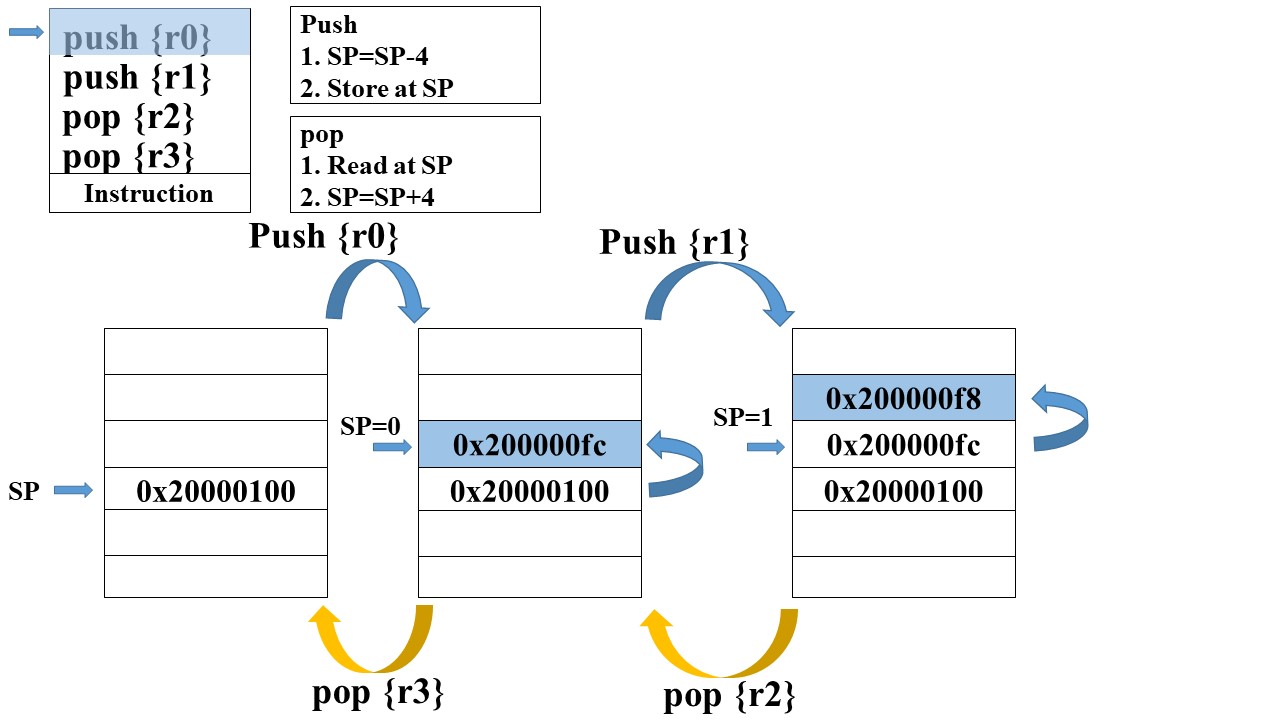 push {r0}
push {r1}
pop {r2}
pop {r3}
Instruction
Push
1. SP=SP-4
2. Store at SP
pop
1. Read at SP
2. SP=SP+4
Push {r0}
Push {r1}
SP
0x20000100
SP=0
0x200000fc
0x20000100
SP=1
0x200000f8
0x200000fc
0x20000100
pop {r3}
pop {r2}